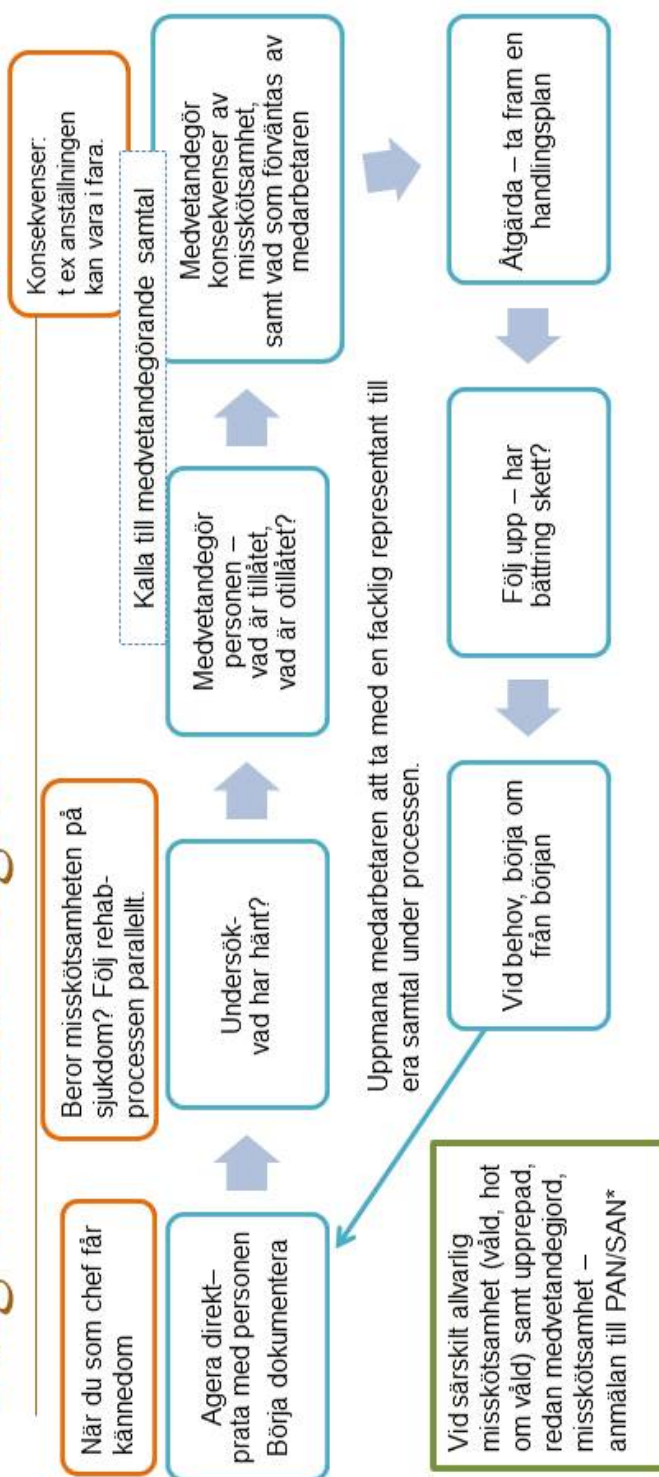 När du som chef får
kännedom
Agera direkt–
prata med personen
Börja dokumentera
Beror misskötsamheten på
sjukdom? Följ rehab-
processen parallellt.
Undersök-
vad har hänt?
Medvetandegör
personen –
vad är tillåtet,
vad är otillåtet?
Kalla till medvetandegörande samtal
Konsekvenser:
t ex anställningen
kan vara i fara.
Medvetandegör
konsekvenser av
misskötsamhet,
samt vad som förväntas av
medarbetaren
Uppmana medarbetaren att ta med en facklig representant till
era samtal under processen.
Åtgärda – ta fram en
handlingsplan
Följ upp – har
bättring skett?
Vid behov, börja om
från början
Vid särskilt allvarlig
misskötsamhet (våld, hot
om våld) samt upprepad,
redan medvetandegjord,
misskötsamhet –
anmälan till PAN/SAN*